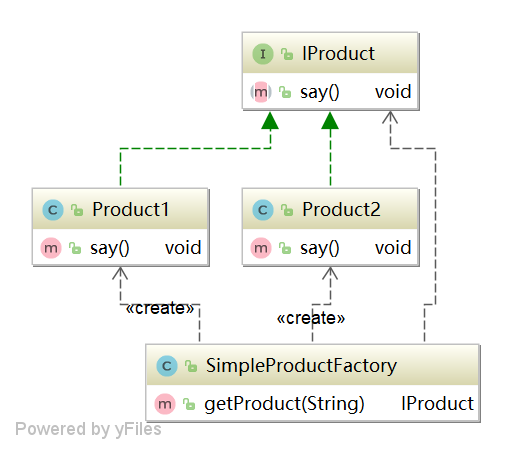 I IProduct
m say() void
C Product1
m say() void
C Product2
m say() void
«create»
«create»
C SimpleProductFactory
m getProduct(String) IProduct
Powered by yFiles